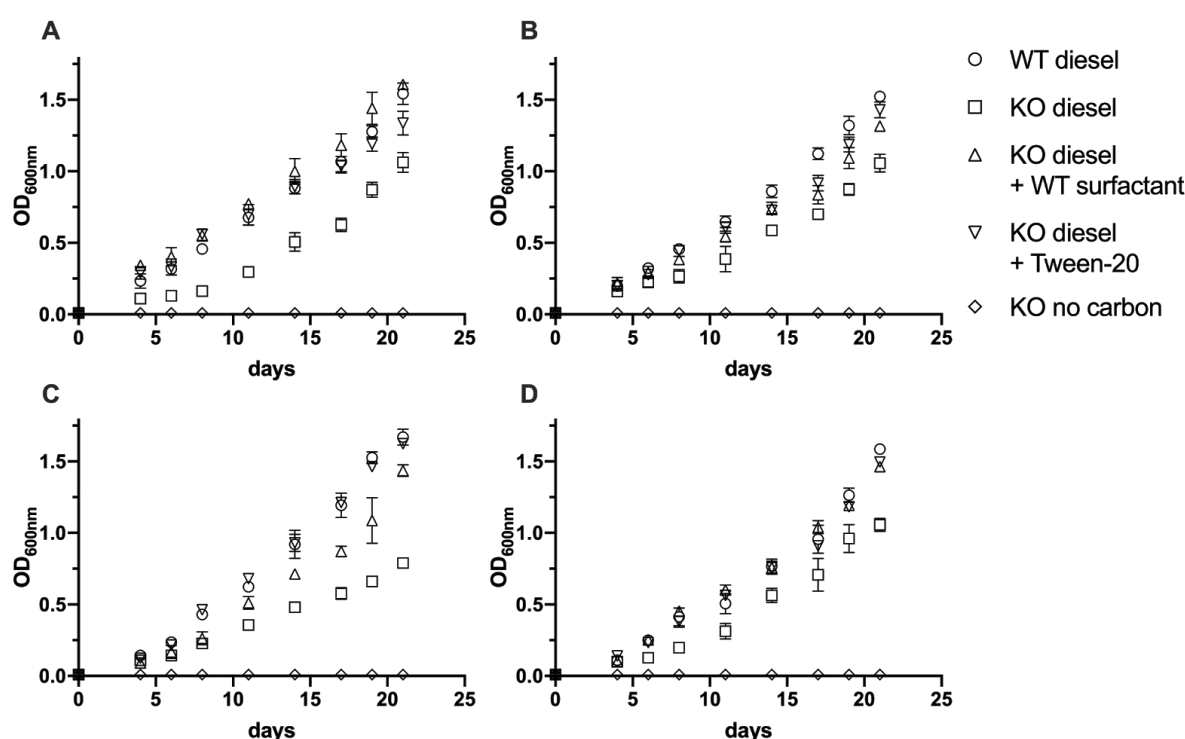 A
B
OD600nm
1.5
1.0
0.5
0.0
0 5 10 15 20 25
days
OD600nm
1.5
1.0
0.5
0.0
0 5 10 15 20 25
days
WT diesel
KO diesel
KO diesel
+ WT surfactant
KO diesel
+ Tween-20
KO no carbon
C
D
OD600nm
1.5
1.0
0.5
0.0
0 5 10 15 20 25
days
OD600nm
1.5
1.0
0.5
0.0
0 5 10 15 20 25
days